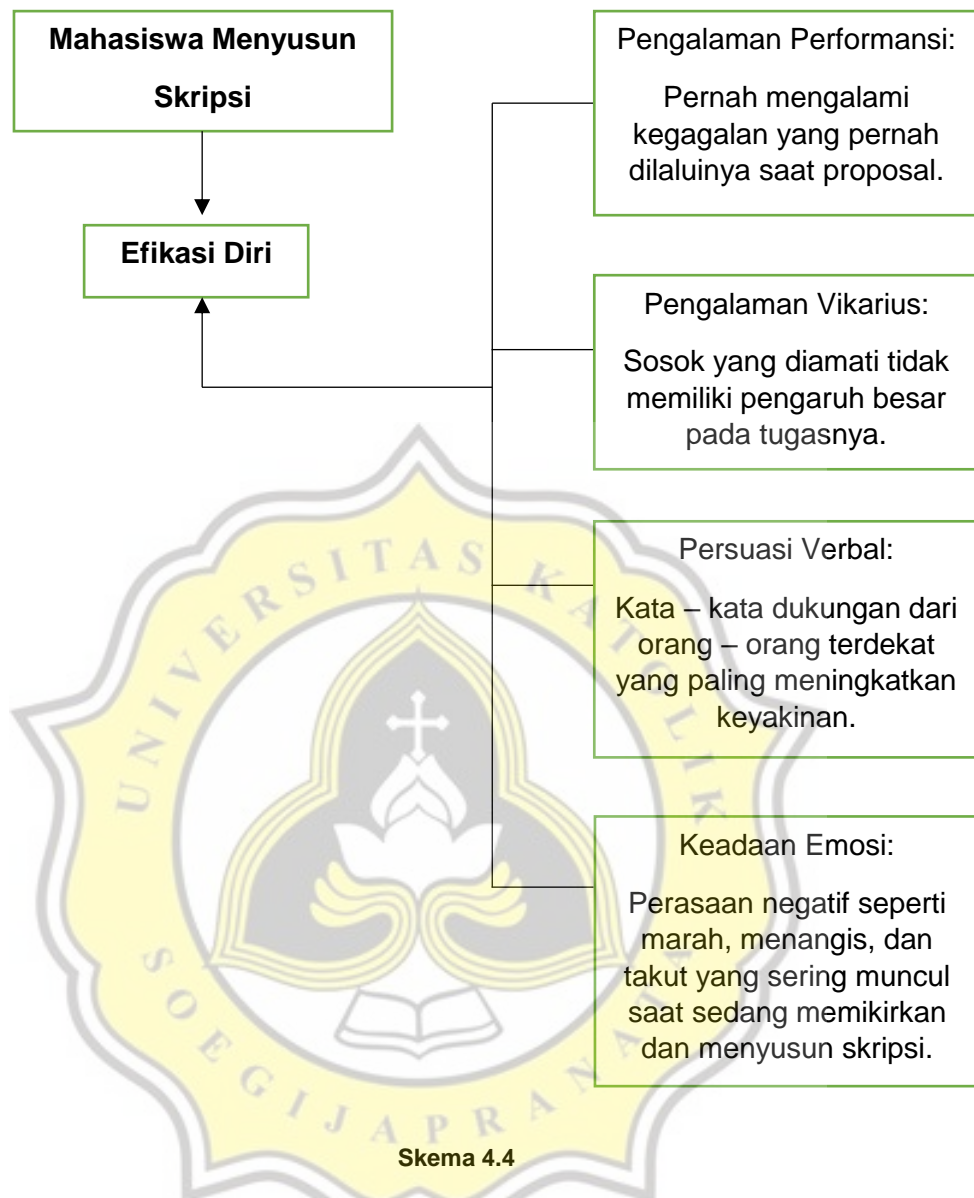 Mahasiswa Menyusun
Skripsi
Efikasi Diri
Pengalaman Performansi:
Pernah mengalami
kegagalan yang pernah
dilaluinya saat proposal.
Pengalaman Vikarius:
Sosok yang diamati tidak
memiliki pengaruh besar
pada tugasnya.
Persuasi Verbal:
Kata – kata dukungan dari
orang – orang terdekat
yang paling meningkatkan
keyakinan.
Keadaan Emosi:
Perasaan negatif seperti
marah, menangis, dan
takut yang sering muncul
saat sedang memikirkan
dan menyusun skripsi.
UNIVERSITAS KATOLIK
SOEGIJAPRANATA
Skema 4.4